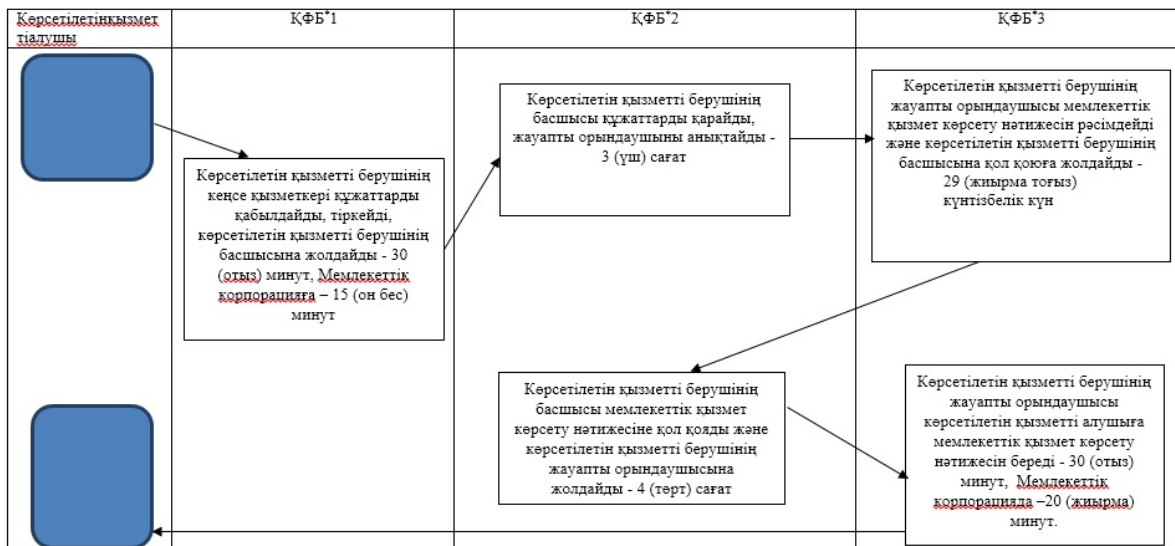 Көрсетілетінқызмет
тіалушы
ҚФБ*1
ҚФБ*2
ҚФБ*3
Көрсетілетін қызметті берушінің
кеңсе қызметкері құжаттарды
қабылдайды, тіркейді,
көрсетілетін қызметті берушінің
басшысына жолдайды - 30
(отыз) минут, Мемлекеттік
корпорацияға – 15 (он бес)
минут
Көрсетілетін қызметті берушінің
басшысы құжаттарды қарайды,
жауапты орындаушыны анықтайды -
3 (үш) сағат
Көрсетілетін қызметті берушінің
жауапты орындаушысы мемлекеттік
қызмет көрсету нәтижесін рәсімдейді
және көрсетілетін қызметті берушінің
басшысына қол қоюға жолдайды -
29 (жиырма тоғыз)
күнтізбелік күн
Көрсетілетін қызметті берушінің
басшысы мемлекеттік қызмет
көрсету нәтижесіне қол қояды және
көрсетілетін қызметті берушінің
жауапты орындаушысына
жолдайды - 4 (төрт) сағат
Көрсетілетін қызметті берушінің
жауапты орындаушысы
көрсетілетін қызметті алушыға
мемлекеттік қызмет көрсету
нәтижесін береді - 30 (отыз)
минут, Мемлекеттік
корпорацияда –20 (жиырма)
минут.